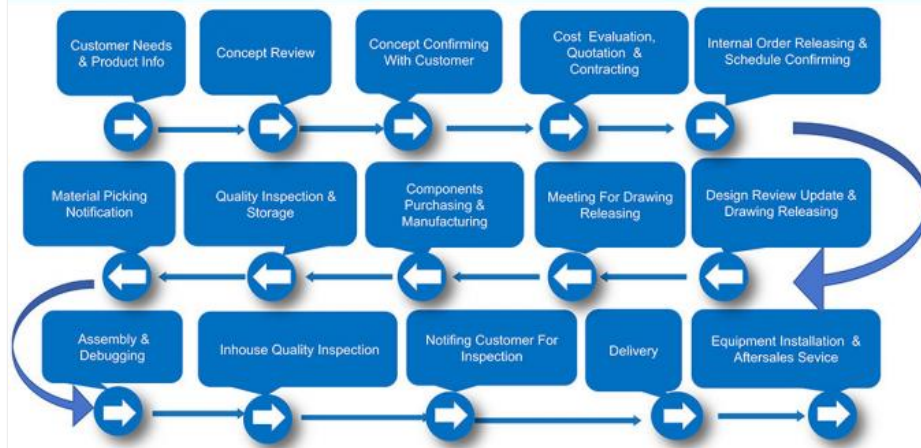 Customer Needs
& Product Info
Concept Review
Concept Confirming
With Customer
Cost Evaluation,
Quotation &
Contracting
Internal Order Releasing &
Schedule Confirming
Material Picking
Notification
Quality Inspection &
Storage
Components
Purchasing &
Manufacturing
Meeting For Drawing
Releasing
Design Review Update &
Drawing Releasing
Assembly &
Debugging
Inhouse Quality Inspection
Notifing Customer For
Inspection
Delivery
Equipment Installation &
Aftersales Sevice